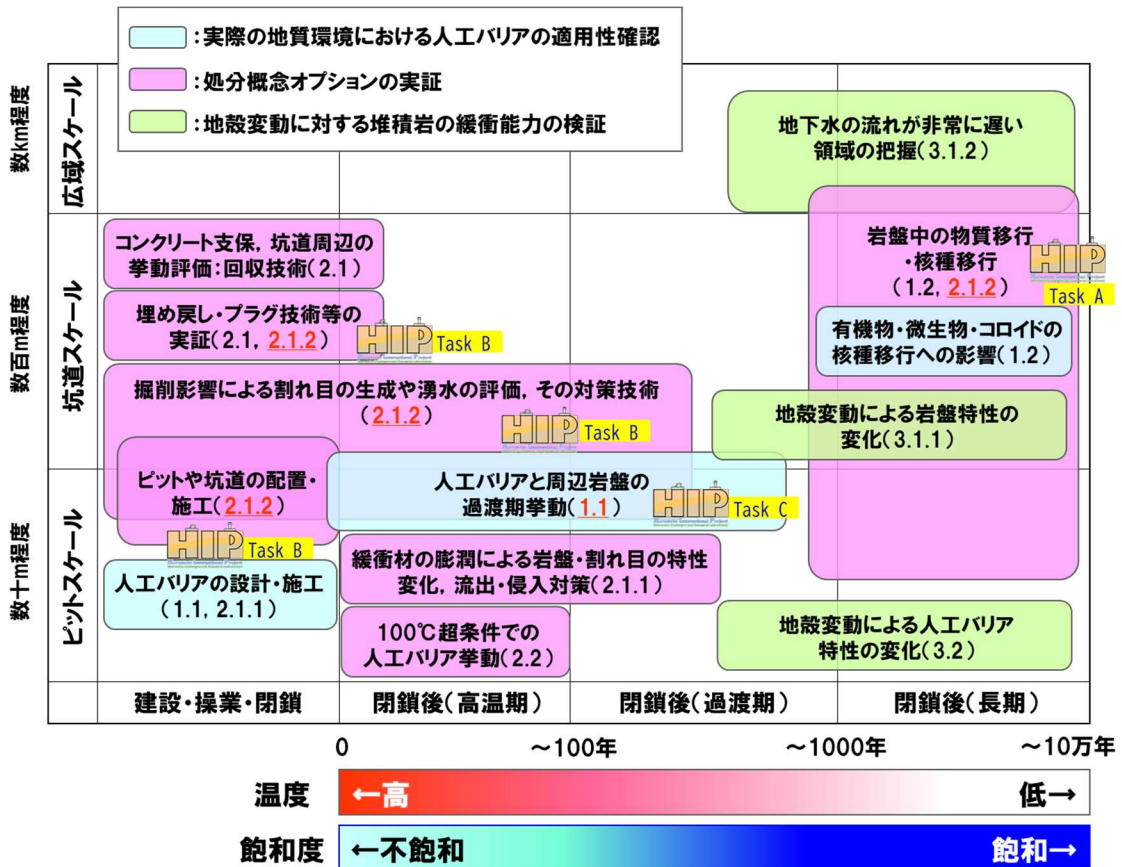 :実際の地質環境における人工バリアの適用性確認
:処分概念オプションの実証
:地殻変動に対する堆積岩の緩衝能力の検証
数km程度
広域スケール
地下水の流れが非常に遅い
領域の把握(3.1.2)
数百m程度
坑道スケール
コンクリート支保，坑道周辺の
挙動評価:回収技術(2.1)
埋め戻し・プラグ技術等の
実証(2.1, 2.1.2)
HIP
Task B
岩盤中の物質移行
・核種移行
(1.2, 2.1.2)
HIP
Task A
有機物・微生物・コロイドの
核種移行への影響(1.2)
掘削影響による割れ目の生成や湧水の評価，その対策技術
(2.1.2)
HIP
Task B
地殻変動による岩盤特性の
変化(3.1.1)
数十m程度
ピットスケール
ピットや坑道の配置・
施工(2.1.2)
HIP
Task B
人工バリアと周辺岩盤の
過渡期挙動(1.1)
HIP
Task C
人工バリアの設計・施工
(1.1, 2.1.1)
緩衝材の膨潤による岩盤・割れ目の特性
変化，流出・侵入対策(2.1.1)
100℃超条件での
人工バリア挙動(2.2)
地殻変動による人工バリア
特性の変化(3.2)
建設・操業・閉鎖
閉鎖後(高温期)
閉鎖後(過渡期)
閉鎖後(長期)
0
～100年
～1000年
～10万年
温度
←高
低→
飽和度
←不飽和
飽和→